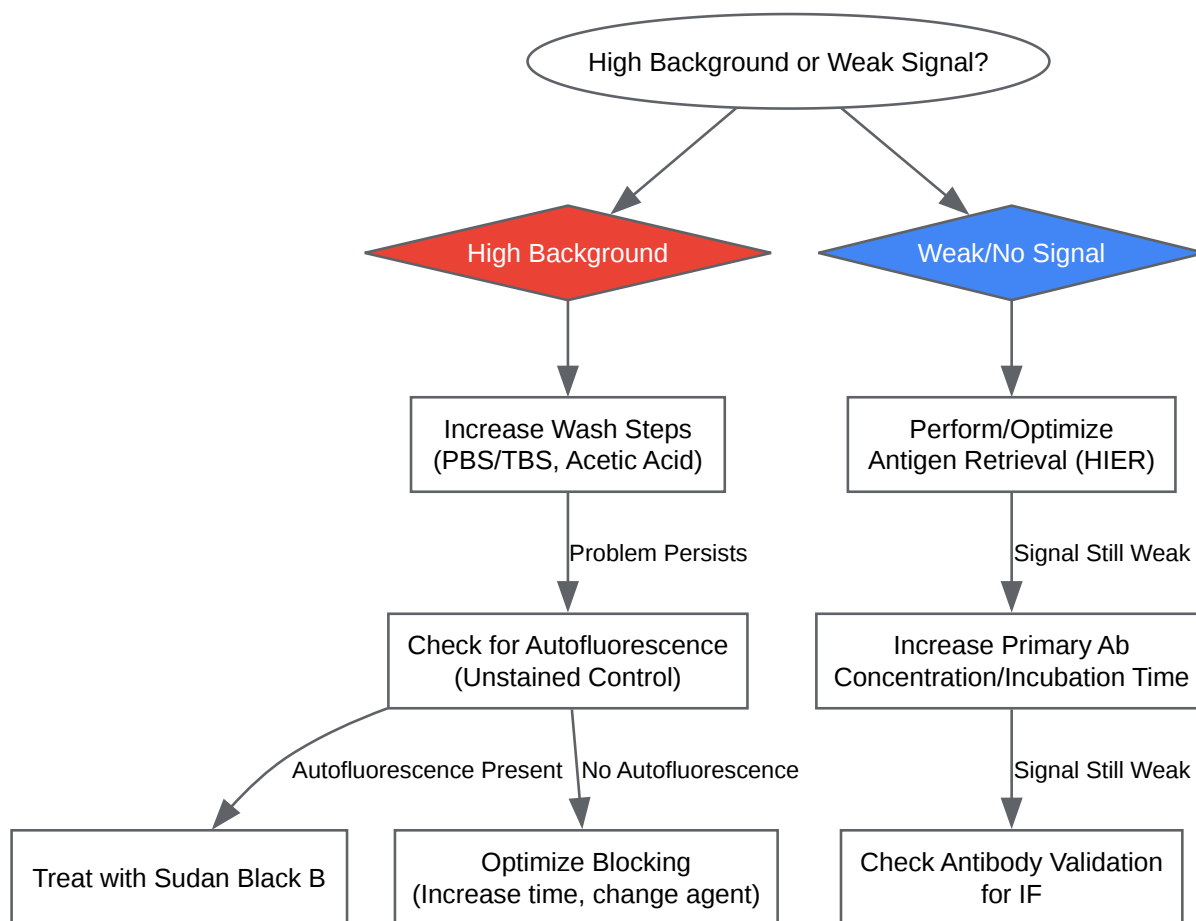 High Background or Weak Signal?
High Background
Weak/No Signal
Increase Wash Steps
(PBS/TBS, Acetic Acid)
Perform/Optimize
Antigen Retrieval (HIER)
Problem Persists
Signal Still Weak
Check for Autofluorescence
(Unstained Control)
Increase Primary Ab
Concentration/Incubation Time
Autofluorescence Present
No Autofluorescence
Signal Still Weak
Treat with Sudan Black B
Optimize Blocking
(Increase time, change agent)
Check Antibody Validation
for IF